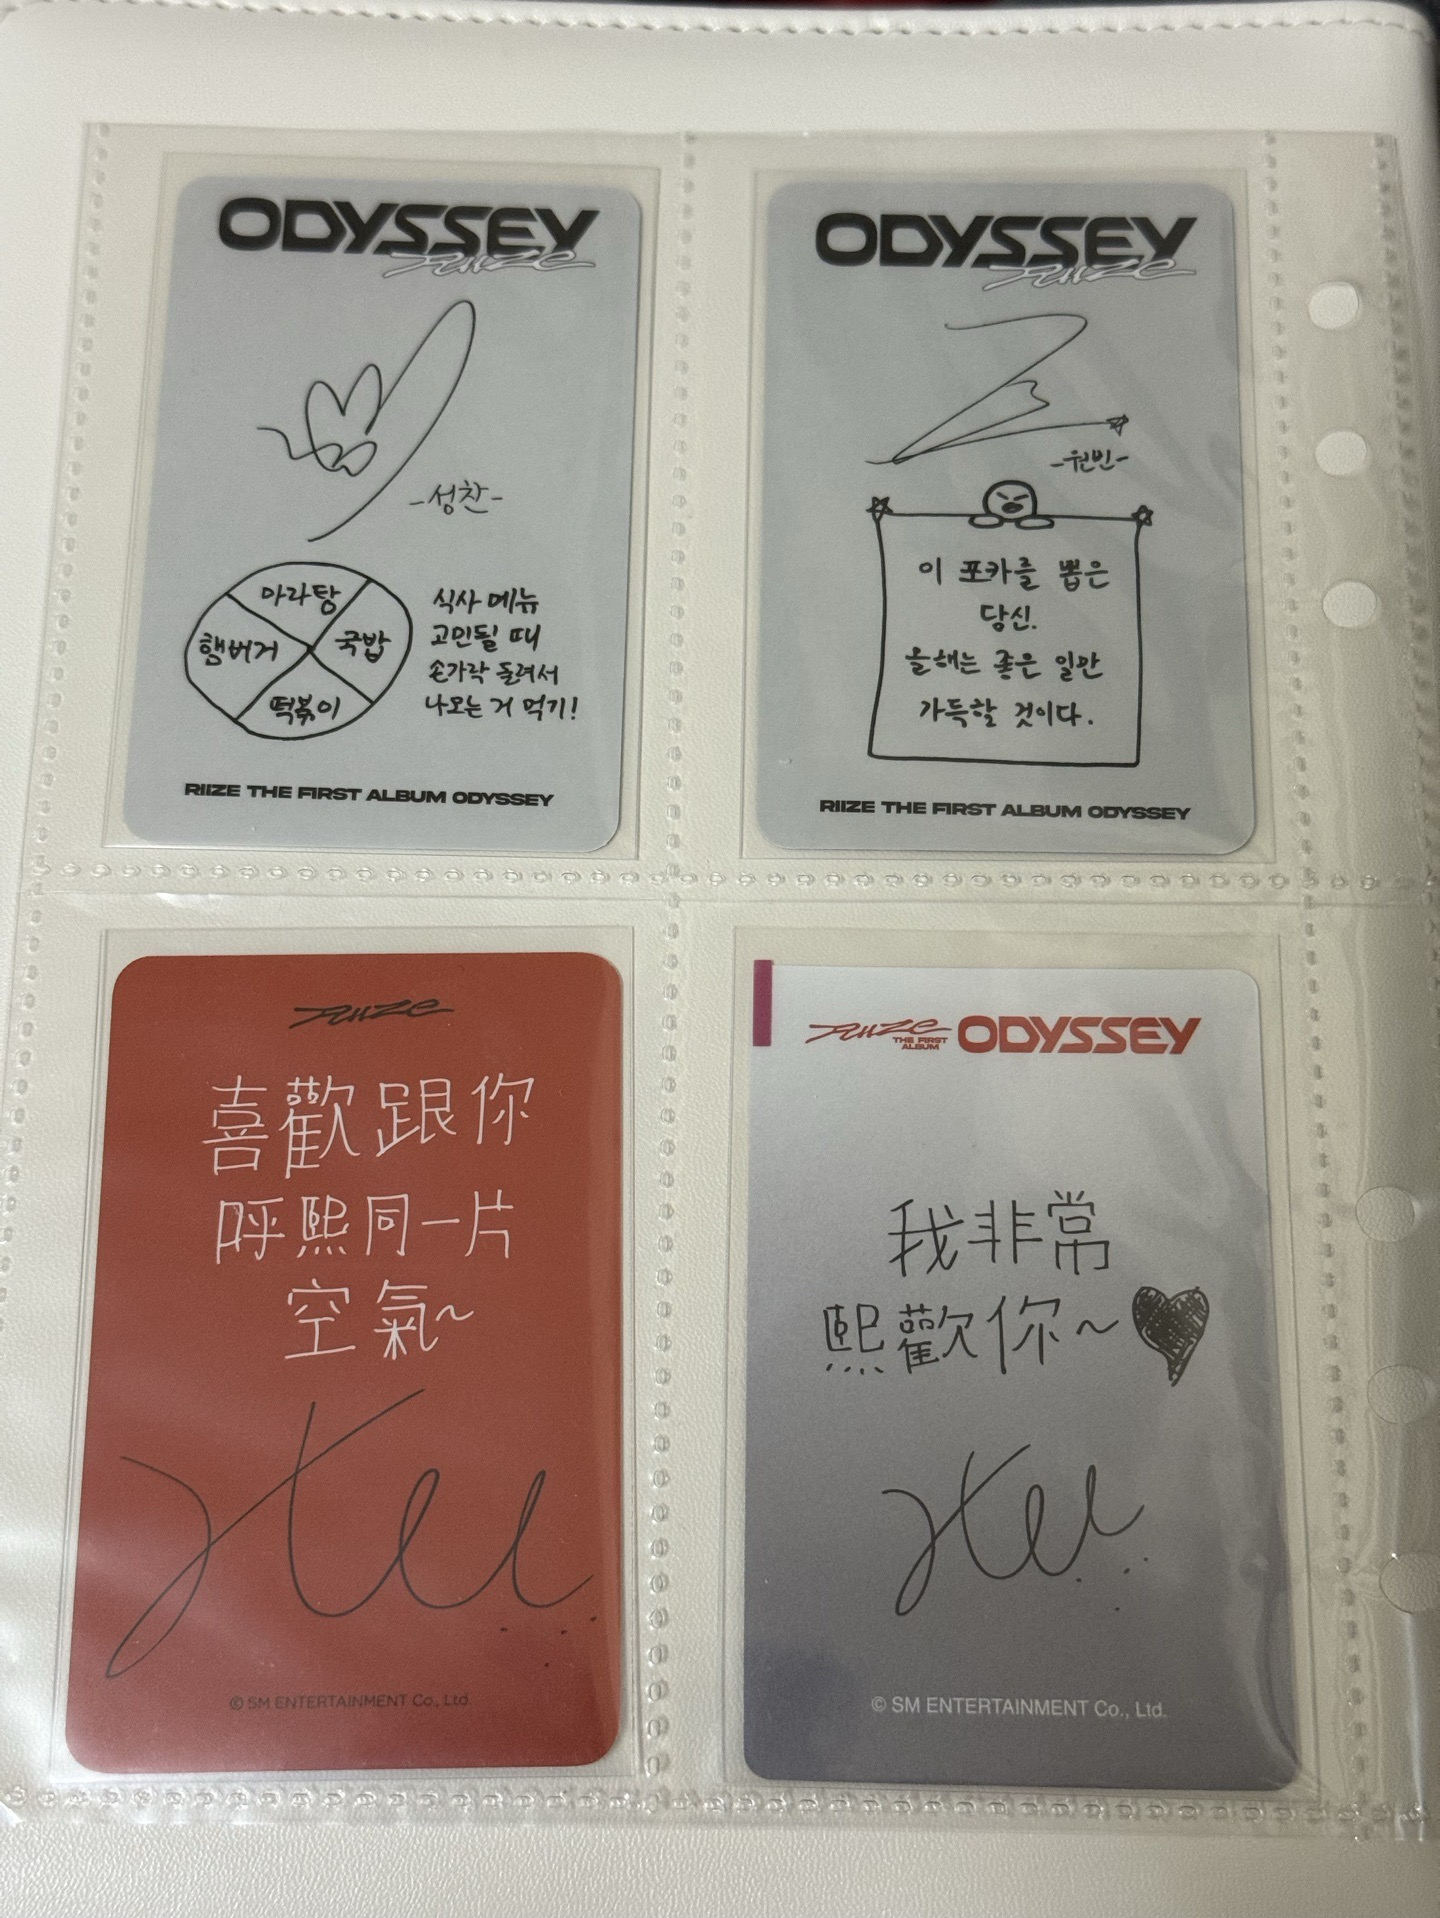 ODYSSEY
RIIZE
-성찬-
마라탕
햄버거
국밥
떡볶이
식사 메뉴
고민될 때
손가락 돌려서
나오는 거 먹기!
RIIZE THE FIRST ALBUM ODYSSEY
ODYSSEY
RIIZE
-원빈-
이 포카를 뽑은
당신.
올해는 좋은 일만
가득할 것이다.
RIIZE THE FIRST ALBUM ODYSSEY
RIIZE
喜歡跟你
呼熙同一片
空氣~
© SM ENTERTAINMENT Co., Ltd.
RIIZE THE FIRST ALBUM ODYSSEY
我非常
熙歡你~
© SM ENTERTAINMENT Co., Ltd.